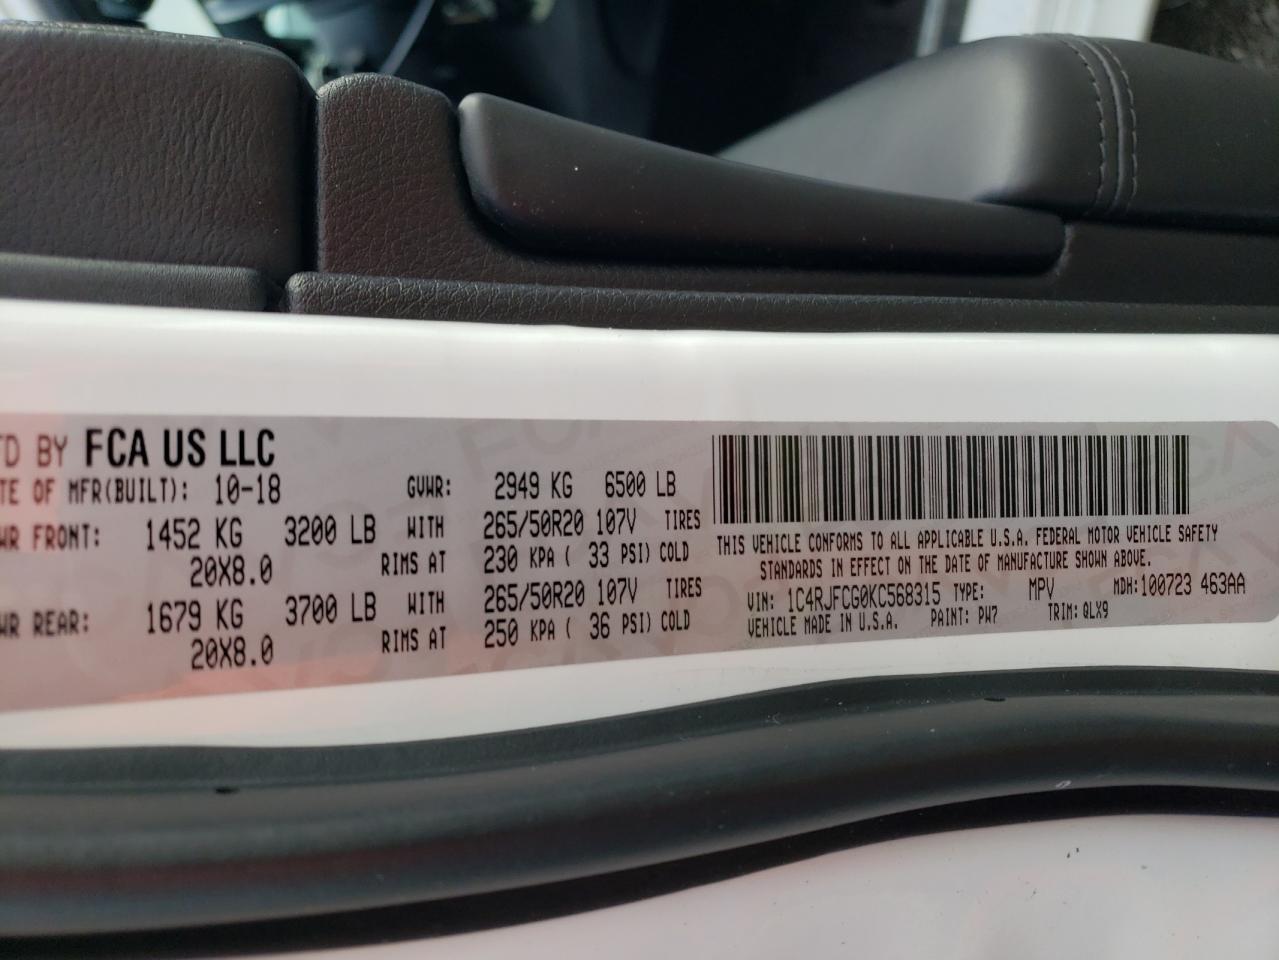 TD BY FCA US LLC
TE OF MFR(BUILT): 10-18 GVWR: 2949 KG 6500 LB
WR FRONT: 1452 KG 3200 LB WITH 265/50R20 107V TIRES
20X8.0 RIMS AT 230 KPA ( 33 PSI) COLD
WR REAR: 1679 KG 3700 LB WITH 265/50R20 107V TIRES
20X8.0 RIMS AT 250 KPA ( 36 PSI) COLD
THIS VEHICLE CONFORMS TO ALL APPLICABLE U.S.A. FEDERAL MOTOR VEHICLE SAFETY
STANDARDS IN EFFECT ON THE DATE OF MANUFACTURE SHOWN ABOVE.
VIN: 1C4RJFCG0KC568315 TYPE: MPV MDH:100723 463AA
VEHICLE MADE IN U.S.A. PAINT: PW7 TRIM: QLX9